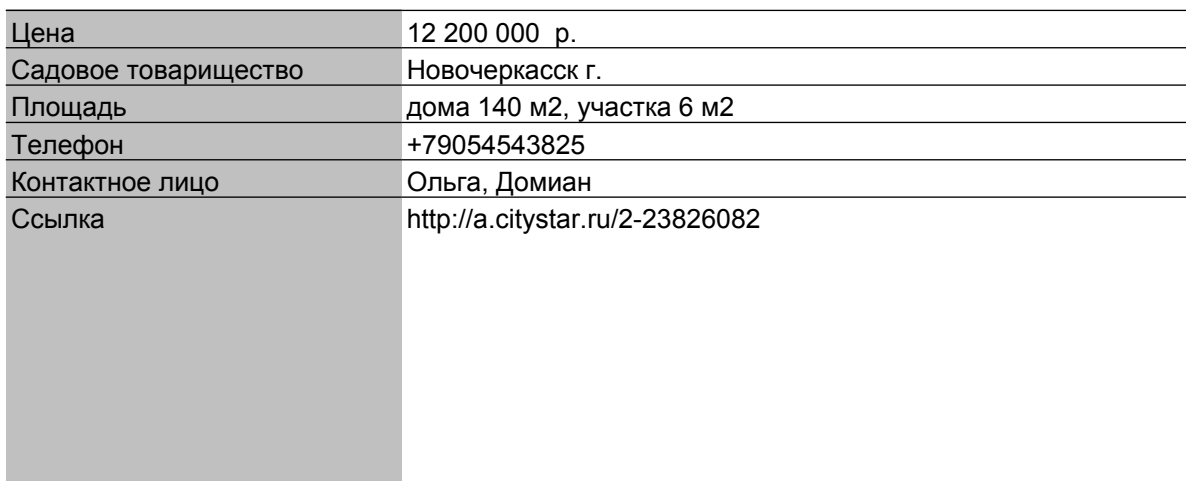 Цена 12 200 000 р.
Садовое товарищество Новочеркасск г.
Площадь дома 140 м2, участка 6 м2
Телефон +79054543825
Контактное лицо Ольга, Домиан
Ссылка http://a.citystar.ru/2-23826082